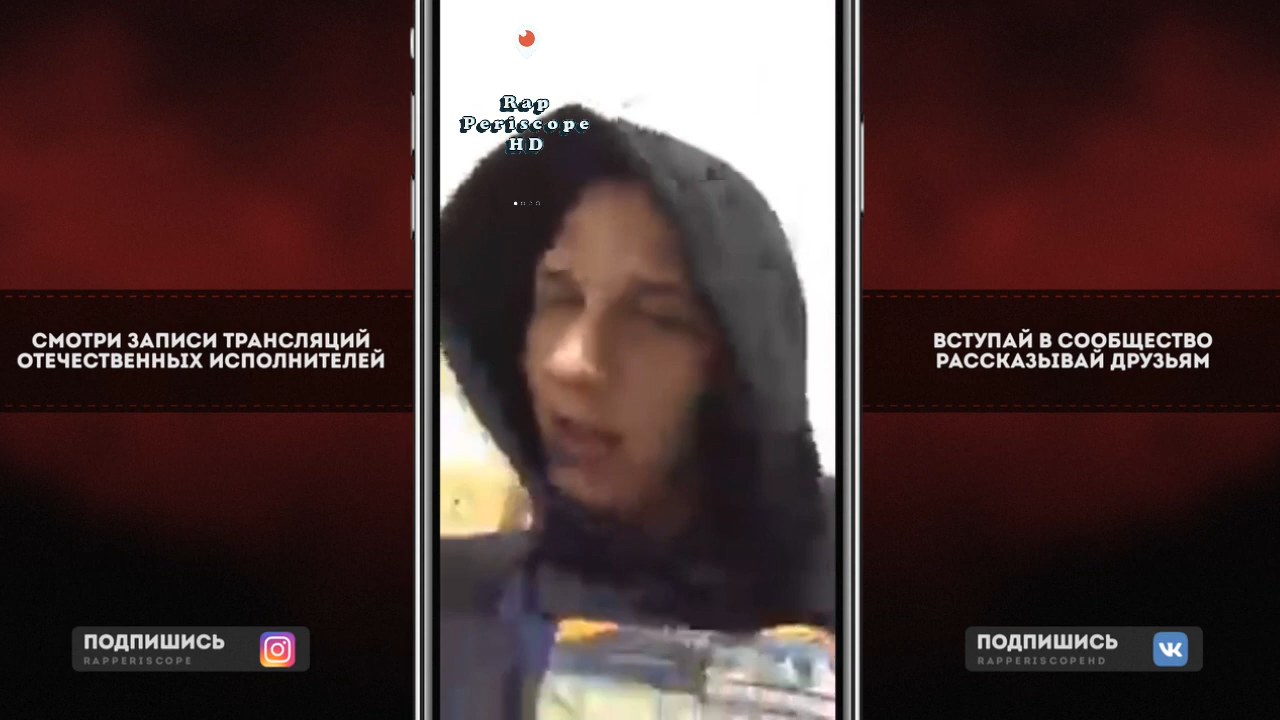 Rap
Periscope
HD
СМОТРИ ЗАПИСИ ТРАНСЛЯЦИЙ
ОТЕЧЕСТВЕННЫХ ИСПОЛНИТЕЛЕЙ
ВСТУПАЙ В СООБЩЕСТВО
РАССКАЗЫВАЙ ДРУЗЬЯМ
ПОДПИШИСЬ
RAPPERISCOPE
ПОДПИШИСЬ
RAPPERISCOPEHD